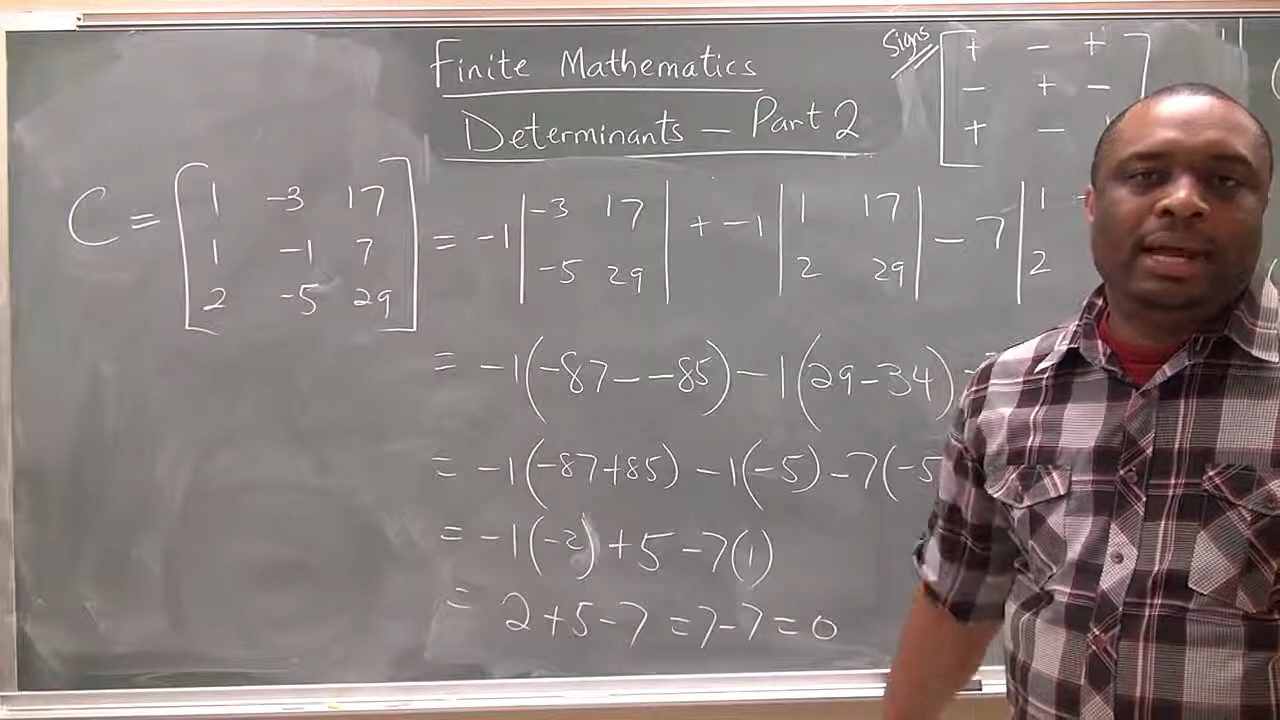 Finite Mathematics
Determinants – Part 2
Signs
+ − +
− + −
+ −
C = [1 -3 17
1 -1 7
2 -5 29]
= -1 |-3 17
-5 29| + -1 |1 17
2 29| - 7 |1
2
= -1(-87--85) - 1(29-34)
= -1(-87+85) - 1(-5) - 7(-5
= -1(-2) + 5 - 7(1)
= 2+5-7 = 7-7 = 0